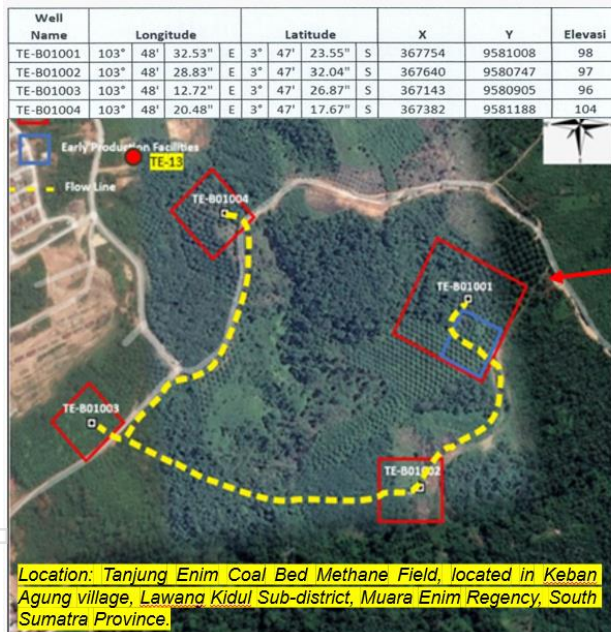 Well Name Longitude Latitude X Y Elevasi
TE-B01001 103° 48' 32.53" E 3° 47' 23.55" S 367754 9581008 98
TE-B01002 103° 48' 28.83" E 3° 47' 32.04" S 367640 9580747 97
TE-B01003 103° 48' 12.72" E 3° 47' 26.87" S 367143 9580905 96
TE-B01004 103° 48' 20.48" E 3° 47' 17.67" S 367382 9581188 104
Early Production Facilities
TE-13
Flow Line
TE-B01004
TE-B01001
TE-B01003
TE-B01002
Location: Tanjung Enim Coal Bed Methane Field, located in Keban
Agung village, Lawang Kidul Sub-district, Muara Enim Regency, South
Sumatra Province.